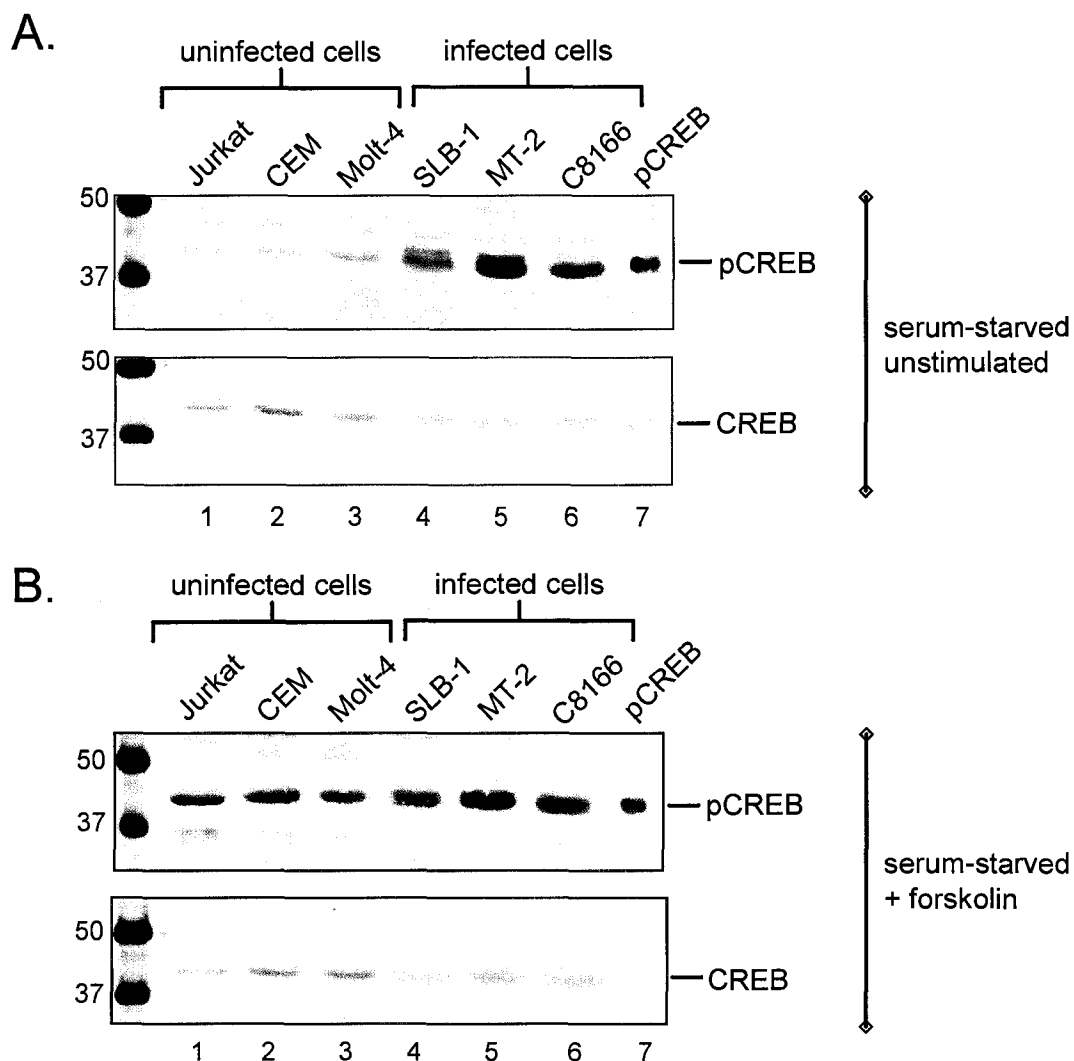 A.
uninfected cells
infected cells
Jurkat
CEM
Molt-4
SLB-1
MT-2
C8166
pCREB
50
37
pCREB
50
37
CREB
serum-starved
unstimulated
1 2 3 4 5 6 7
B.
uninfected cells
infected cells
Jurkat
CEM
Molt-4
SLB-1
MT-2
C8166
pCREB
50
37
pCREB
50
37
CREB
serum-starved
+ forskolin
1 2 3 4 5 6 7